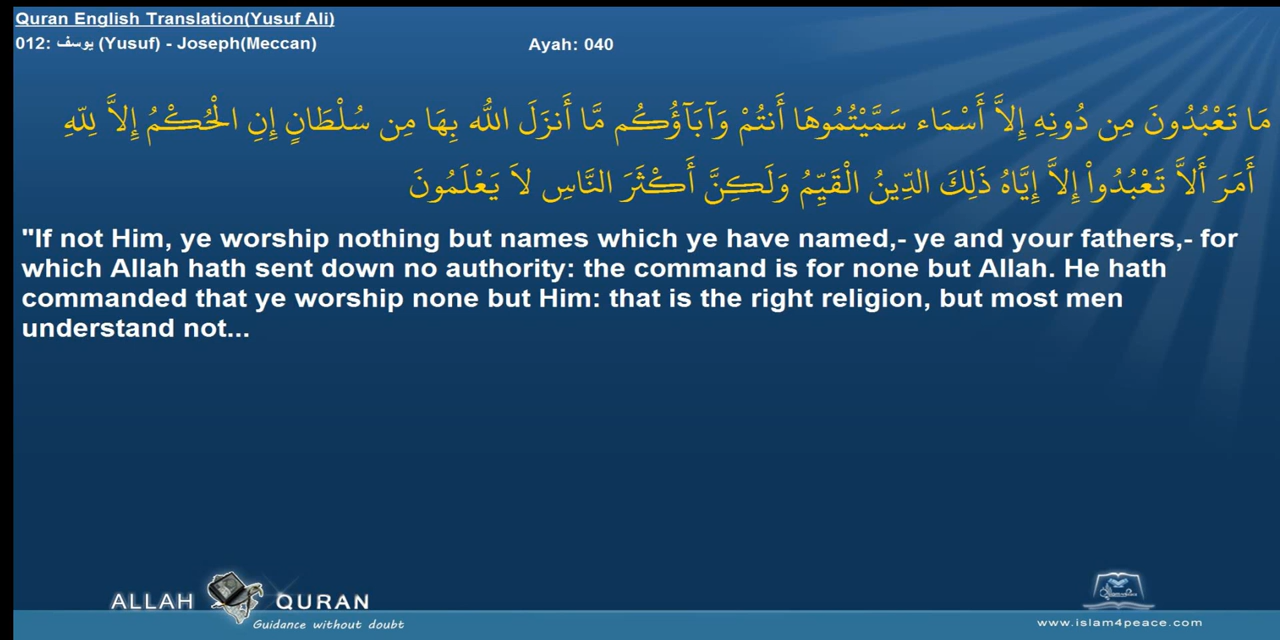 Quran English Translation(Yusuf Ali)
012: يوسف (Yusuf) - Joseph(Meccan)
Ayah: 040
مَا تَعْبُدُونَ مِن دُونِهِ إِلاَّ أَسْمَاء سَمَّيْتُمُوهَا أَنتُمْ وَآبَآؤُكُم مَّا أَنزَلَ اللّهُ بِهَا مِن سُلْطَانٍ إِنِ الْحُكْمُ إِلاَّ لِلّهِ
أَمَرَ أَلاَّ تَعْبُدُواْ إِلاَّ إِيَّاهُ ذَلِكَ الدِّينُ الْقَيِّمُ وَلَكِنَّ أَكْثَرَ النَّاسِ لاَ يَعْلَمُونَ
"If not Him, ye worship nothing but names which ye have named,- ye and your fathers,- for
which Allah hath sent down no authority: the command is for none but Allah. He hath
commanded that ye worship none but Him: that is the right religion, but most men
understand not...
ALLAH QURAN
Guidance without doubt
www.islam4peace.com